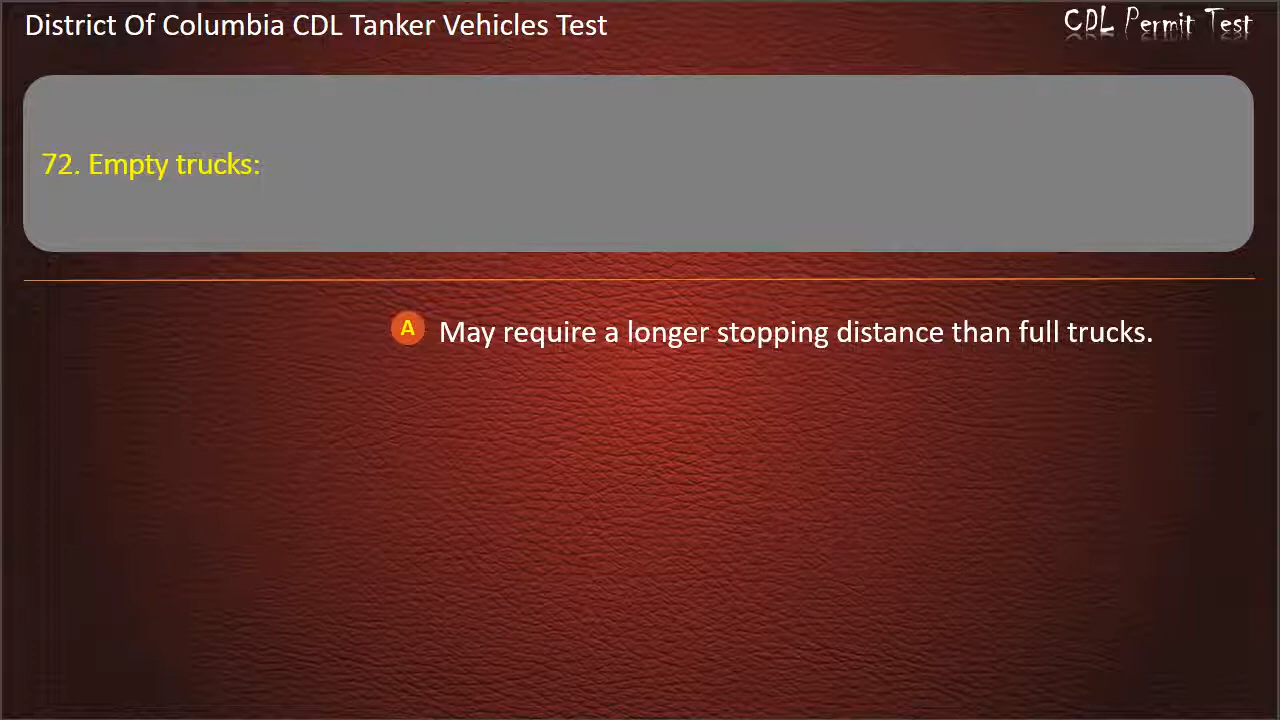 District Of Columbia CDL Tanker Vehicles Test
CDL Permit Test
72. Empty trucks:
A May require a longer stopping distance than full trucks.